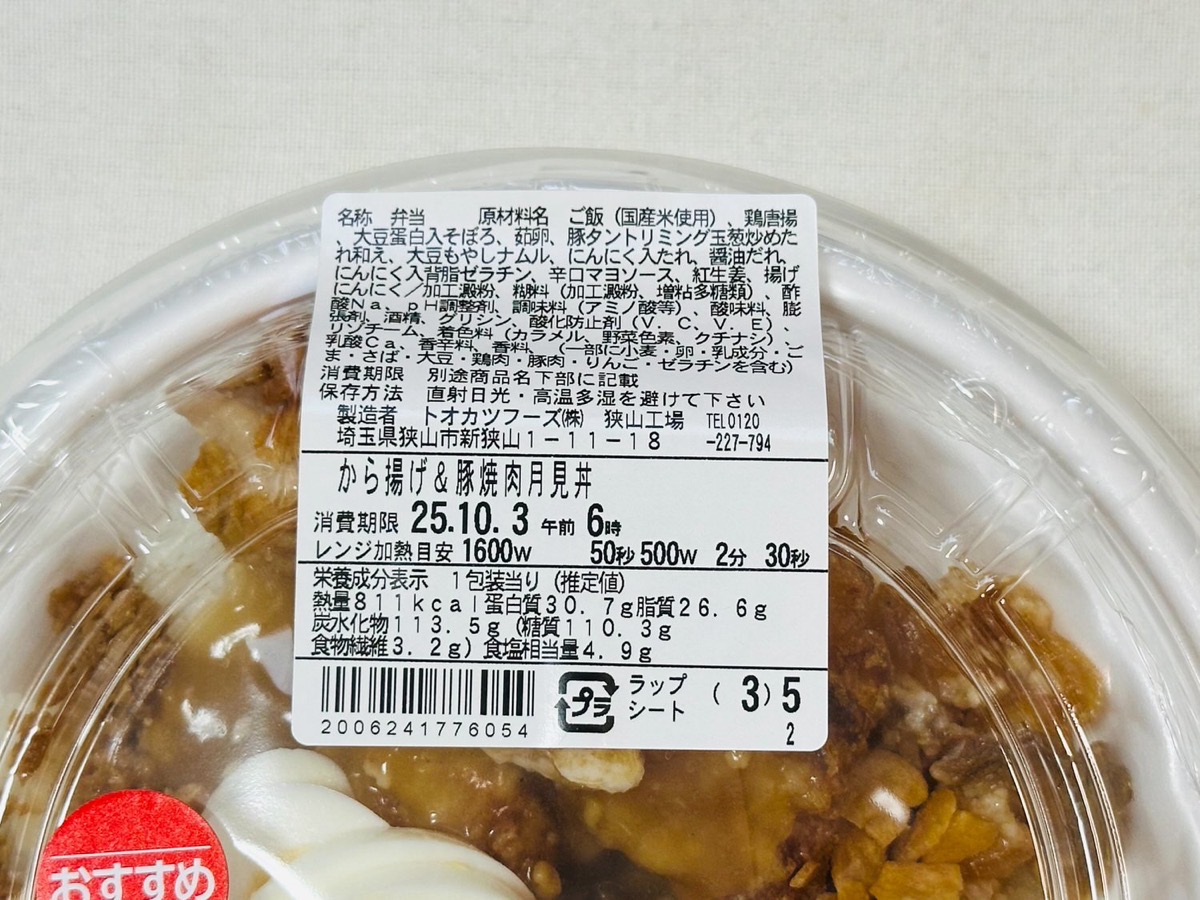 名称 弁当 原材料名 ご飯（国産米使用）、鶏唐揚
、大豆蛋白入そぼろ、茹卵、豚タントリミング玉葱炒めた
れ和え、大豆もやしナムル、にんにく入たれ、醤油だれ、
にんにく入背脂ゼラチン、辛口マヨソース、紅生姜、揚げ
にんにく／加工澱粉、糊料（加工澱粉、増粘多糖類）、酢
酸Ｎａ、ｐＨ調整剤、調味料（アミノ酸等）、酸味料、膨
張剤、酒精、グリシン、酸化防止剤（Ｖ．Ｃ、Ｖ．Ｅ）、
リゾチーム、着色料（カラメル、野菜色素、クチナシ）、
乳酸Ｃａ、香辛料、香料、（一部に小麦・卵・乳成分・ご
ま・さば・大豆・鶏肉・豚肉・りんご・ゼラチンを含む）
消費期限 別途商品名下部に記載
保存方法 直射日光・高温多湿を避けて下さい
製造者 トオカツフーズ㈱ 狭山工場 TEL0120
埼玉県狭山市新狭山１－１１－１８ -227-794
から揚げ＆豚焼肉月見丼
消費期限 25.10. 3 午前 6時
レンジ加熱目安 1600W 50秒 500W 2分 30秒
栄養成分表示 １包装当り（推定値）
熱量８１１ｋｃａｌ蛋白質３０．７ｇ脂質２６．６ｇ
炭水化物１１３．５ｇ（糖質１１０．３ｇ
食物繊維３．２ｇ）食塩相当量４．９ｇ
プラ ラップ （ 3）5
シート
2006241776054
2
おすすめ